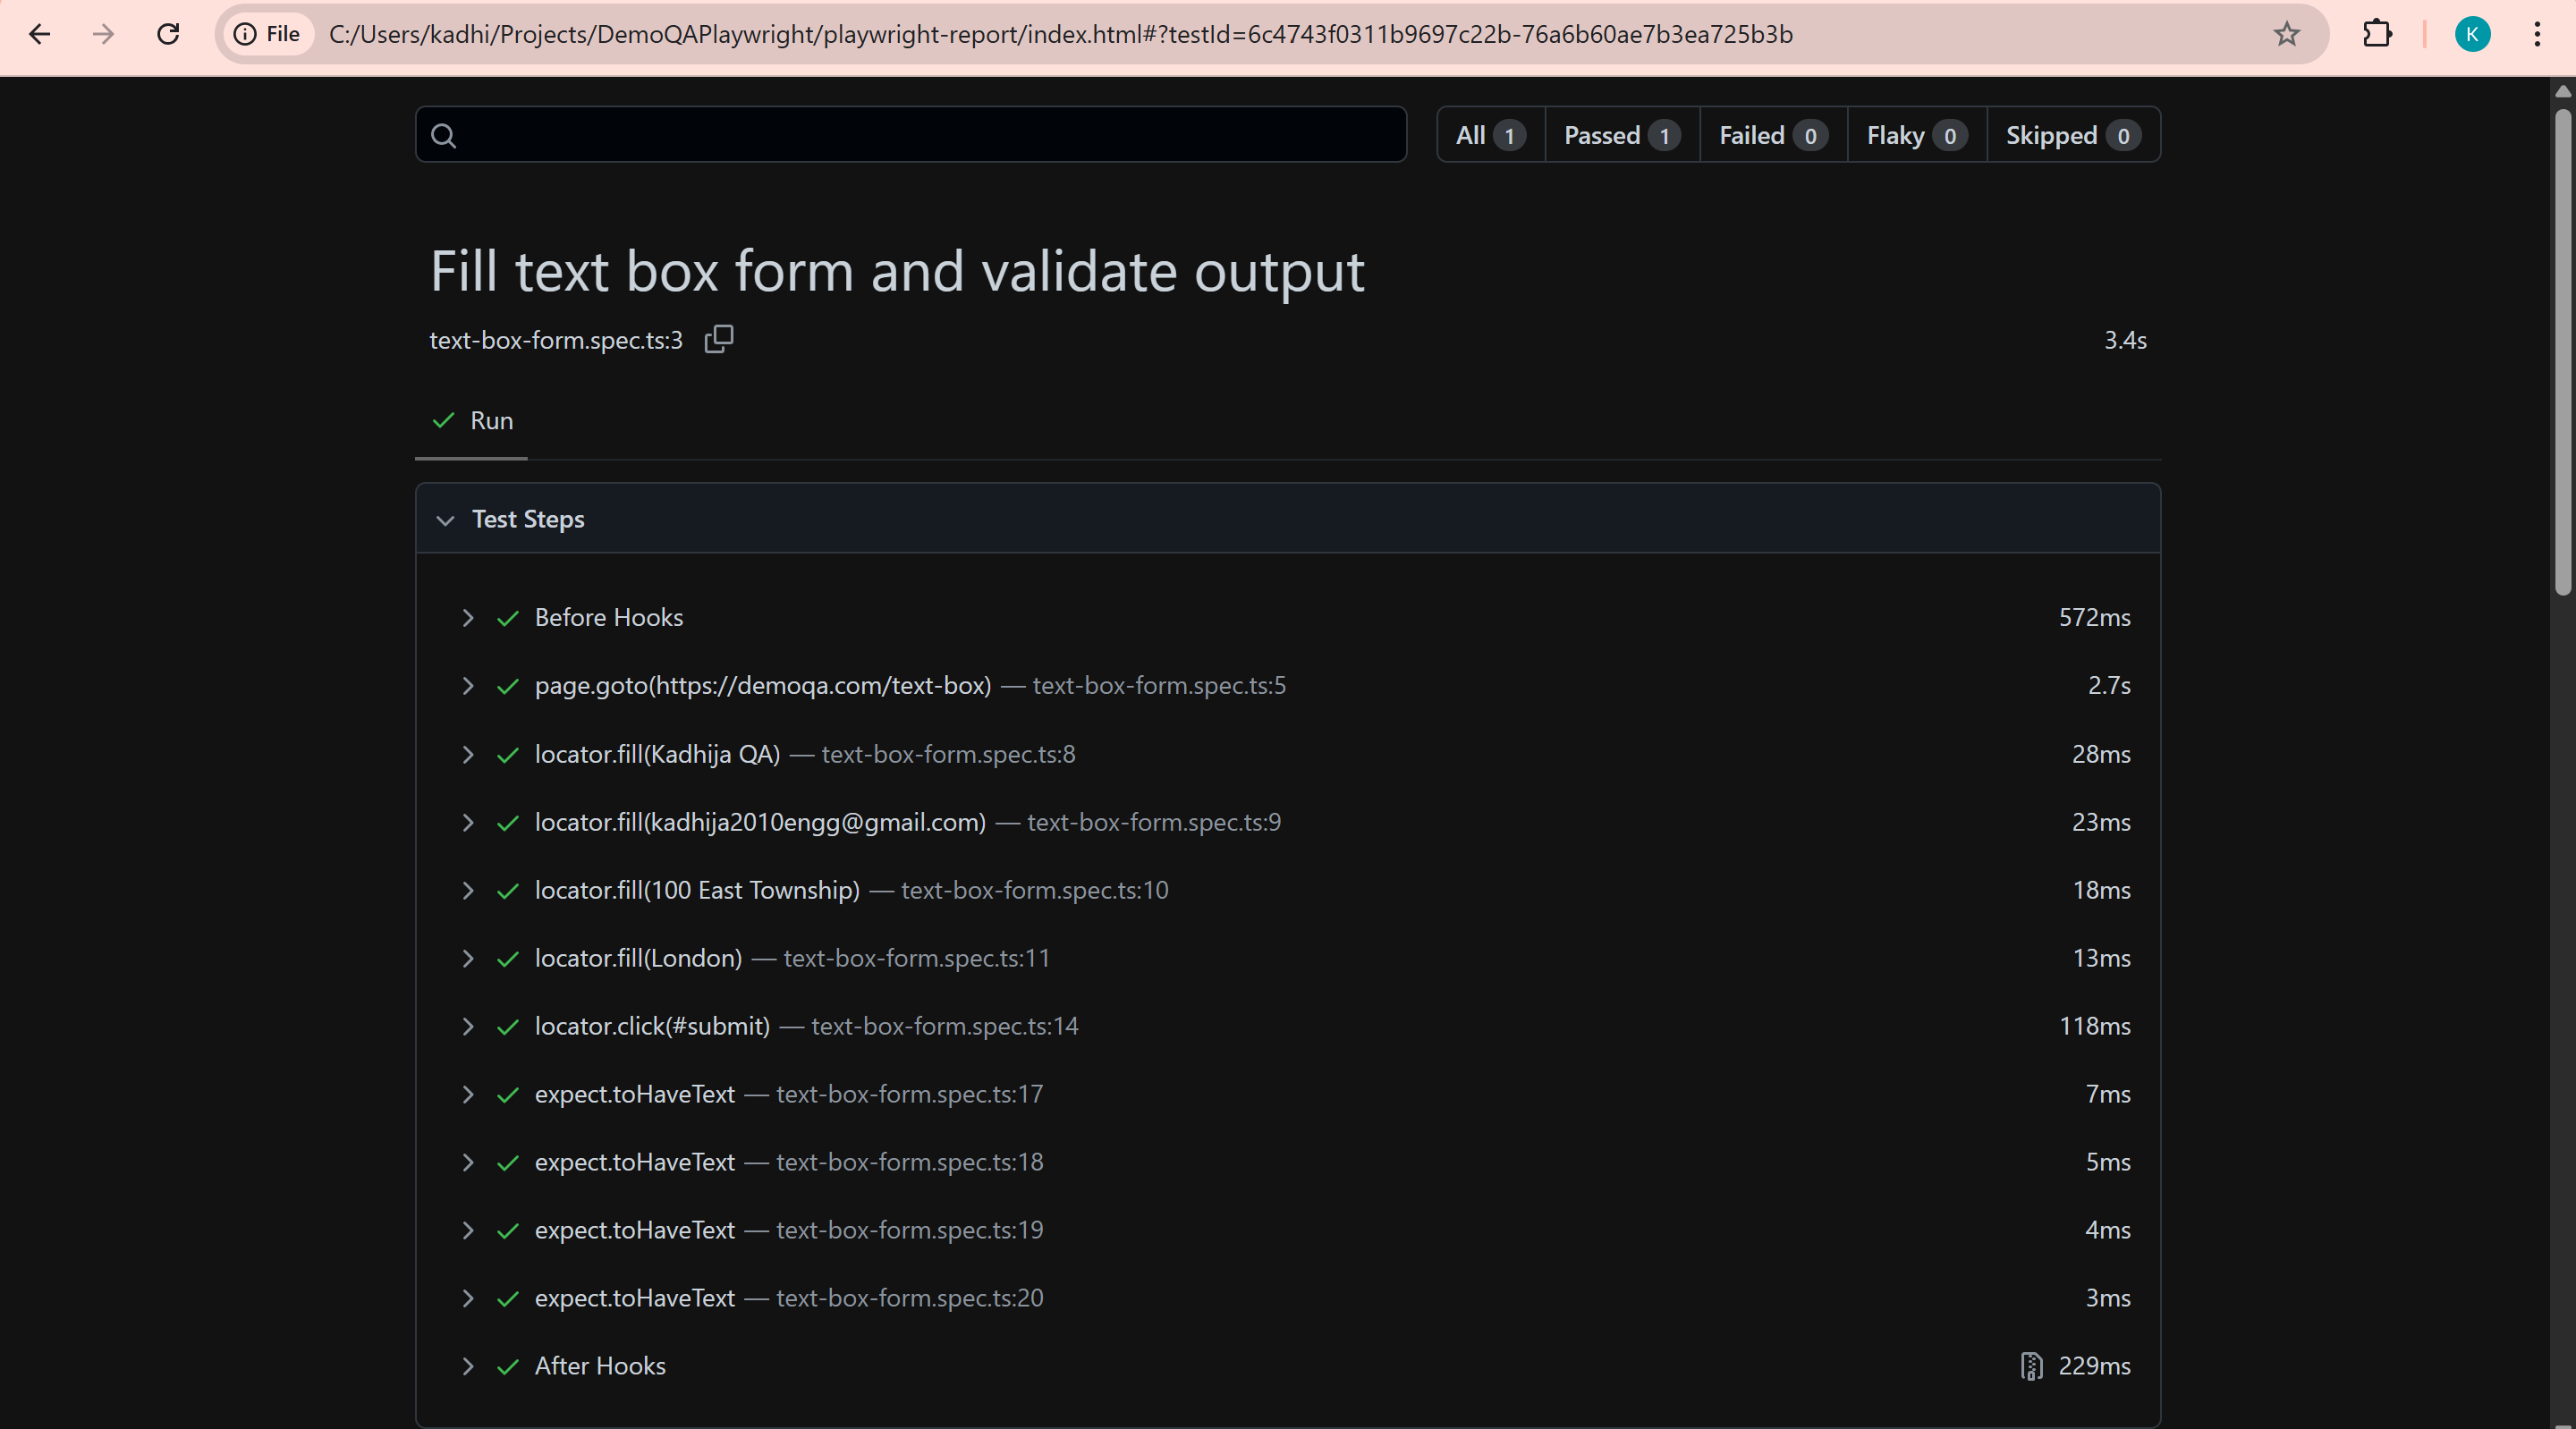 File C:/Users/kadhi/Projects/DemoQAPlaywright/playwright-report/index.html#?testId=6c4743f0311b9697c22b-76a6b60ae7b3ea725b3b K
All 1 Passed 1 Failed 0 Flaky 0 Skipped 0
Fill text box form and validate output
text-box-form.spec.ts:3 3.4s
Run
Test Steps
Before Hooks 572ms
page.goto(https://demoqa.com/text-box) — text-box-form.spec.ts:5 2.7s
locator.fill(Kadhija QA) — text-box-form.spec.ts:8 28ms
locator.fill(kadhija2010engg@gmail.com) — text-box-form.spec.ts:9 23ms
locator.fill(100 East Township) — text-box-form.spec.ts:10 18ms
locator.fill(London) — text-box-form.spec.ts:11 13ms
locator.click(#submit) — text-box-form.spec.ts:14 118ms
expect.toHaveText — text-box-form.spec.ts:17 7ms
expect.toHaveText — text-box-form.spec.ts:18 5ms
expect.toHaveText — text-box-form.spec.ts:19 4ms
expect.toHaveText — text-box-form.spec.ts:20 3ms
After Hooks 229ms